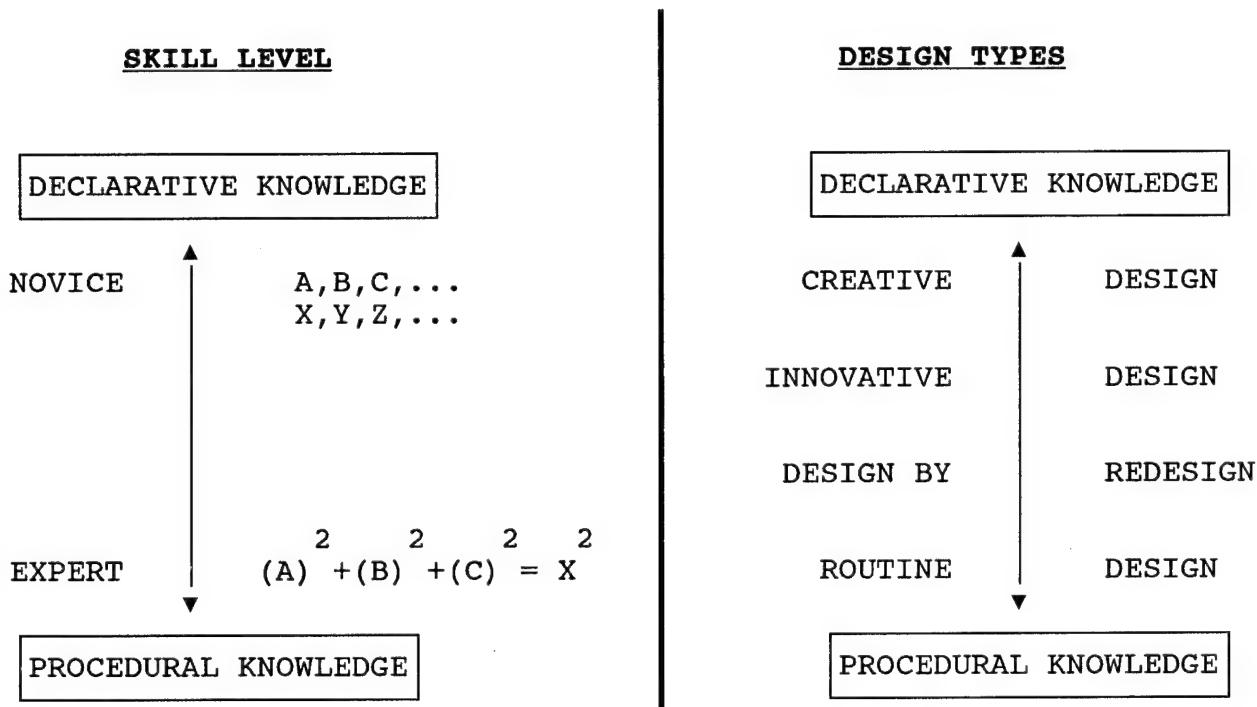 SKILL LEVEL
DECLARATIVE KNOWLEDGE
NOVICE A,B,C,...
X,Y,Z,...
EXPERT (A)²+(B)²+(C)²= X²
PROCEDURAL KNOWLEDGE
DESIGN TYPES
DECLARATIVE KNOWLEDGE
CREATIVE DESIGN
INNOVATIVE DESIGN
DESIGN BY REDESIGN
ROUTINE DESIGN
PROCEDURAL KNOWLEDGE